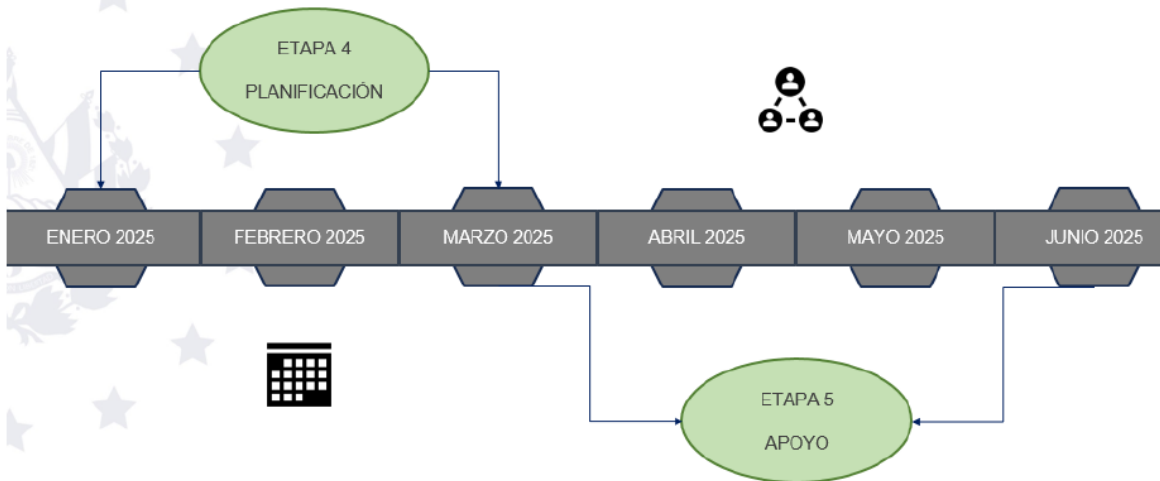 ETAPA 4
PLANIFICACIÓN
ENERO 2025
FEBRERO 2025
MARZO 2025
ABRIL 2025
MAYO 2025
JUNIO 2025
ETAPA 5
APOYO